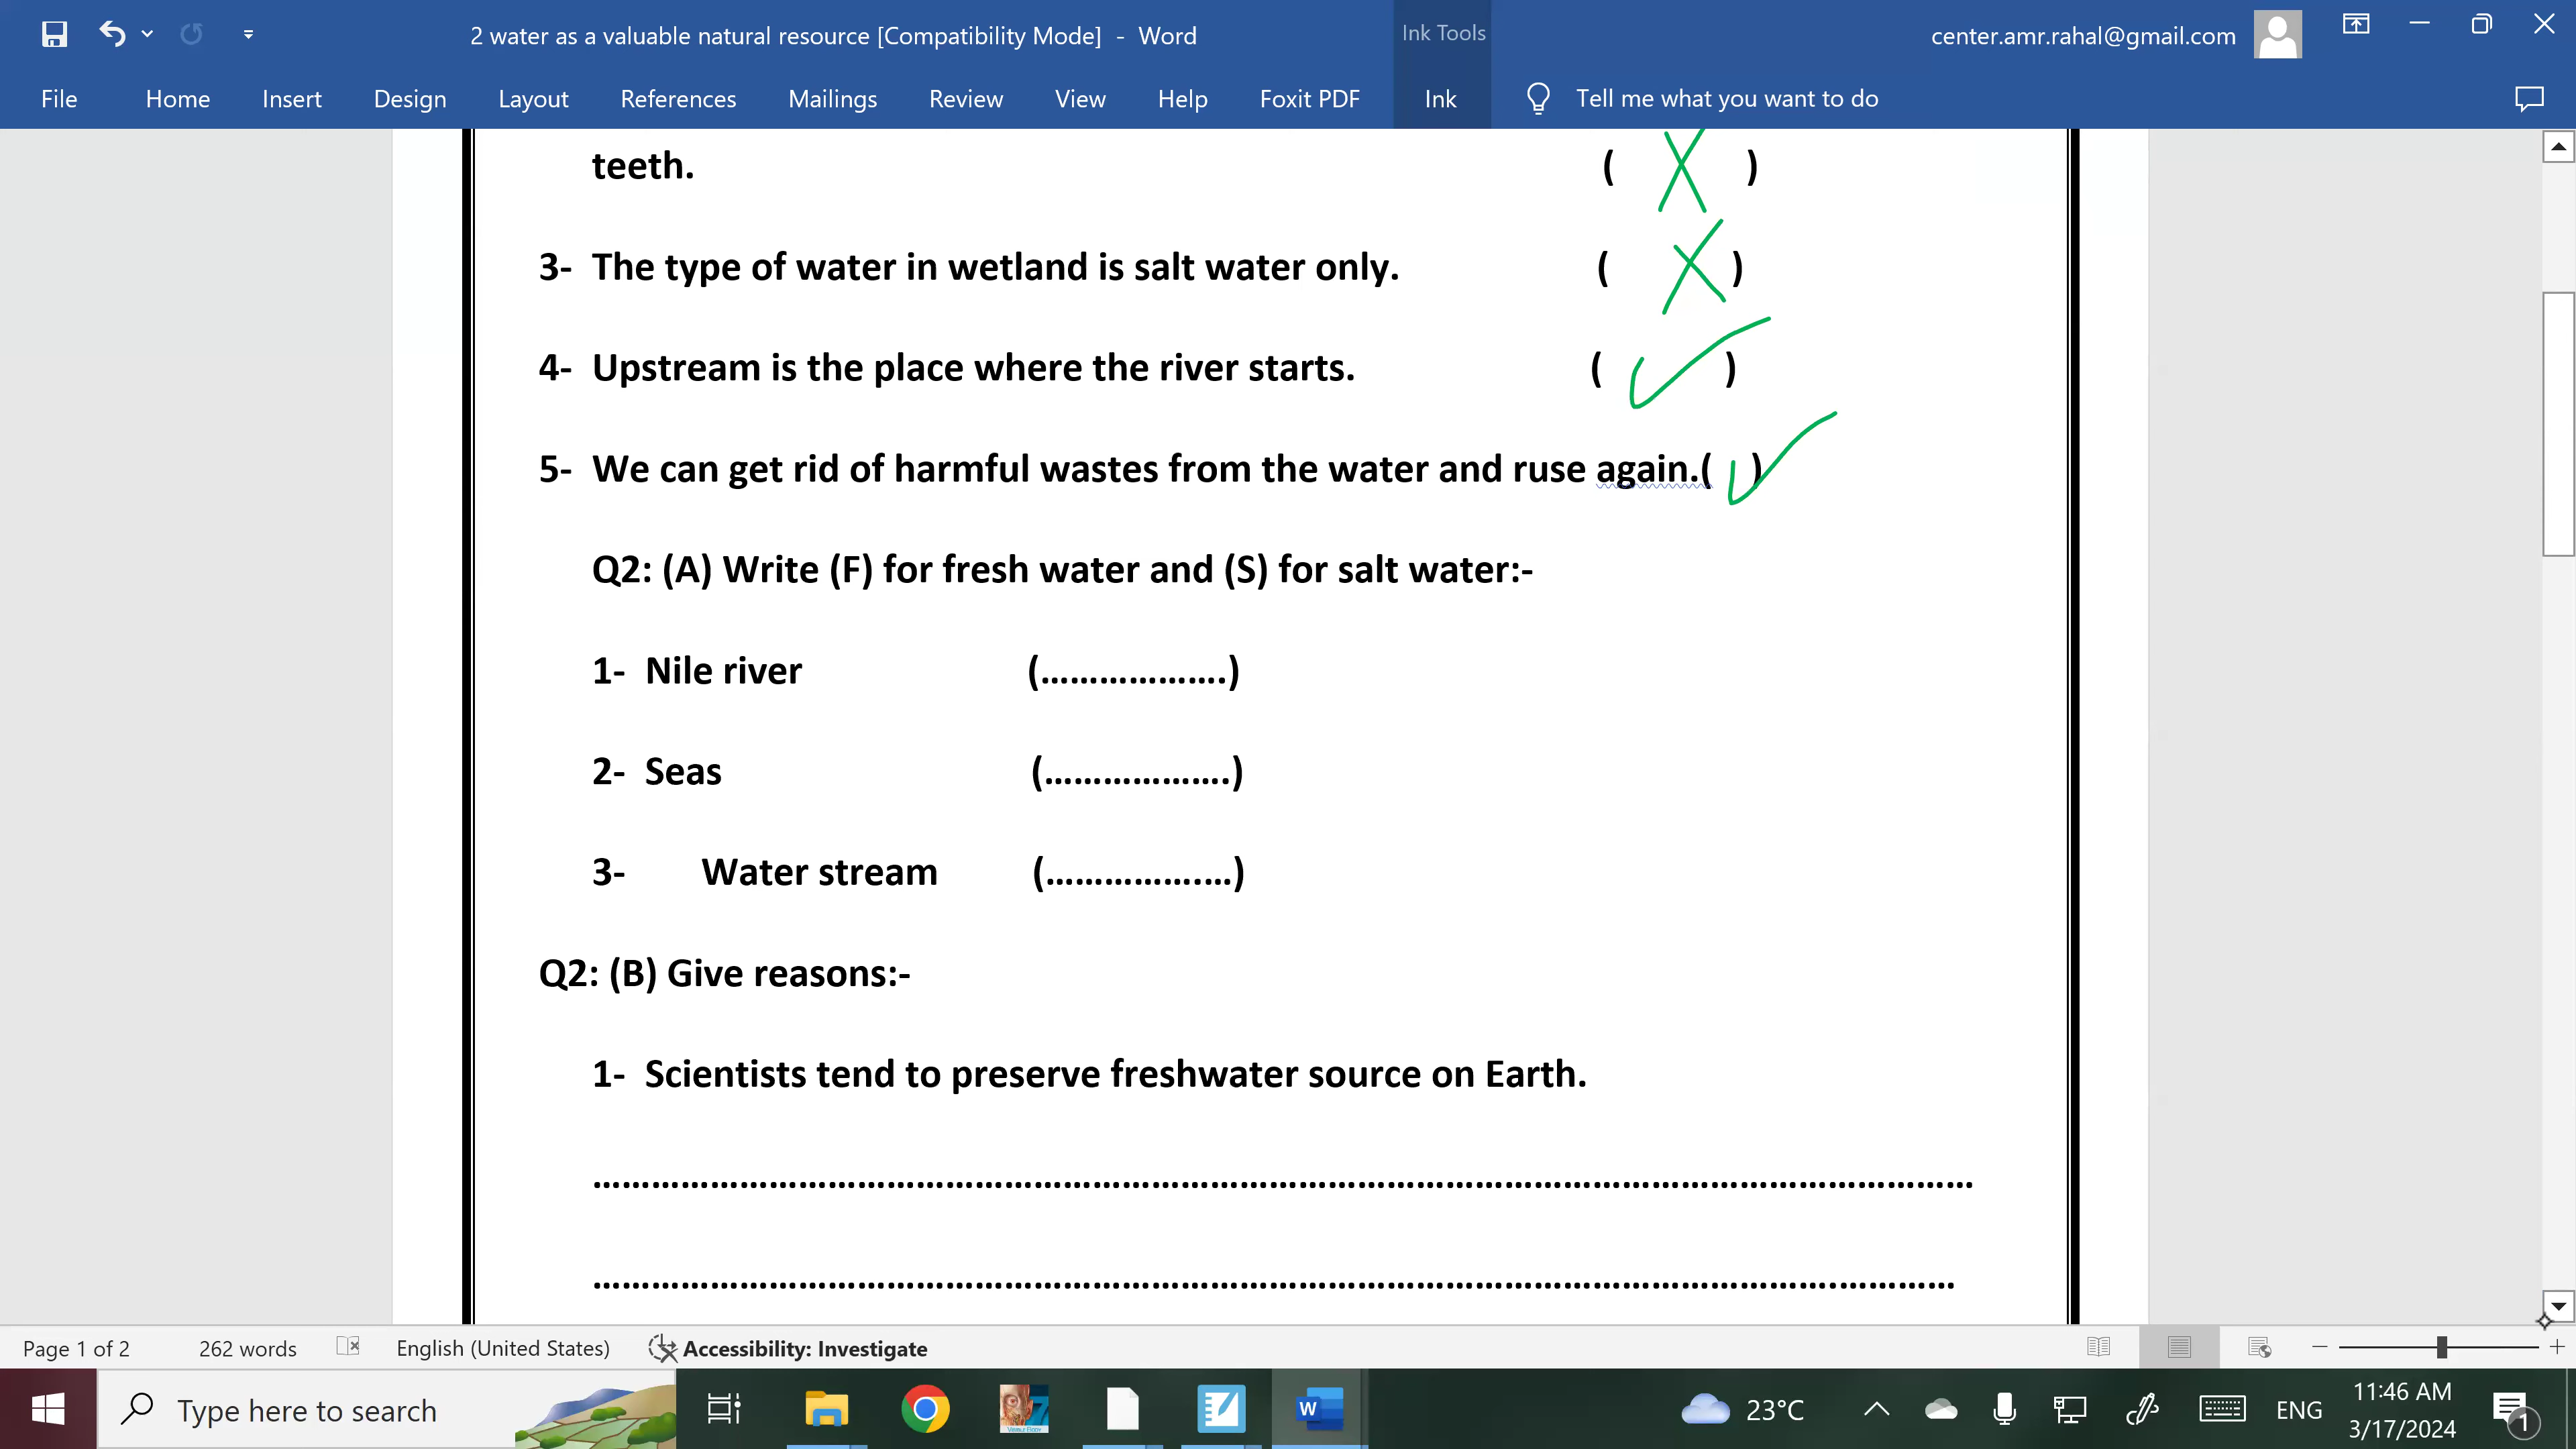 2 water as a valuable natural resource [Compatibility Mode] - Word
Ink Tools
center.amr.rahal@gmail.com
File Home Insert Design Layout References Mailings Review View Help Foxit PDF Ink Tell me what you want to do
teeth. ( X )
3- The type of water in wetland is salt water only. ( X )
4- Upstream is the place where the river starts. ( ✓ )
5- We can get rid of harmful wastes from the water and ruse again.( ✓ )
Q2: (A) Write (F) for fresh water and (S) for salt water:-
1- Nile river (……………….)
2- Seas (……………….)
3- Water stream (……………….…)
Q2: (B) Give reasons:-
1- Scientists tend to preserve freshwater source on Earth.
……………………………………………………………………………………………………………………
……………………………………………………………………………………………………………………
Page 1 of 2 262 words English (United States) Accessibility: Investigate
Type here to search
W
23°C
ENG
11:46 AM
3/17/2024
1